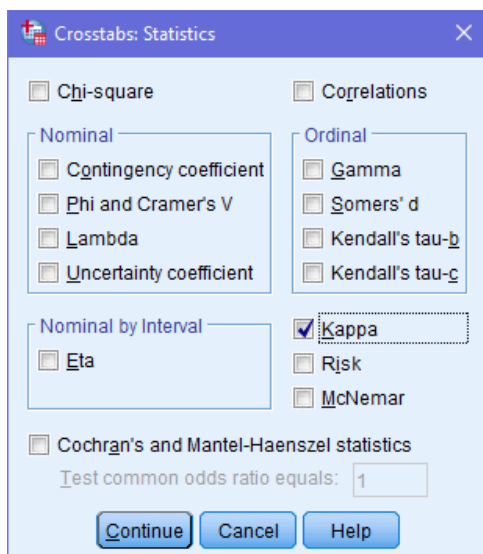 Crosstabs: Statistics
Chi-square
Correlations
Nominal
Contingency coefficient
Phi and Cramer's V
Lambda
Uncertainty coefficient
Ordinal
Gamma
Somers' d
Kendall's tau-b
Kendall's tau-c
Nominal by Interval
Eta
Kappa
Risk
McNemar
Cochran's and Mantel-Haenszel statistics
Test common odds ratio equals: 1
Continue Cancel Help